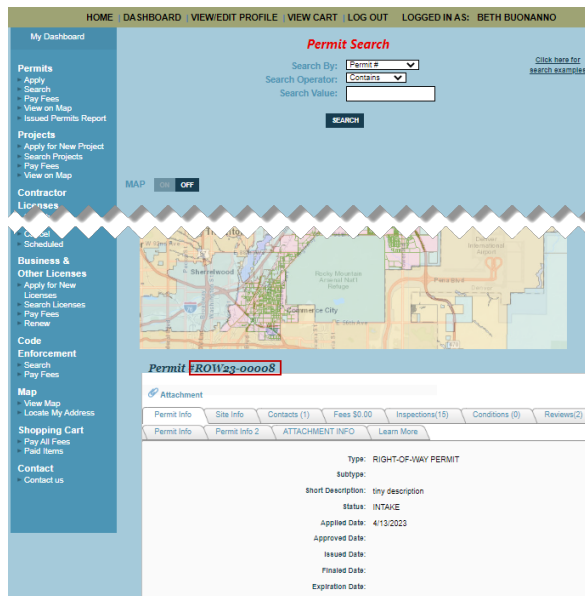 HOME | DASHBOARD | VIEW/EDIT PROFILE | VIEW CART | LOG OUT LOGGED IN AS: BETH BUONANNO
My Dashboard
Permits
Apply
Search
Pay Fees
View on Map
Issued Permits Report
Projects
Apply for New Project
Search Projects
Pay Fees
View on Map
Contractor
Licenses
Cancel
Scheduled
Business &
Other Licenses
Apply for New
Licenses
Search Licenses
Pay Fees
Renew
Code
Enforcement
Search
Pay Fees
Map
View Map
Locate My Address
Shopping Cart
Pay All Fees
Paid Items
Contact
Contact us
Permit Search
Search By: Permit #
Search Operator: Contains
Search Value:
Click here for
search examples
SEARCH
MAP ON OFF
Sherrelwood
Rocky Mountain
Arsenal Nat'l
Refuge
Commerce City
E 56th Ave
Denver
International
Airport
Pena Blvd
Permit #ROW23-00008
Attachment
Permit Info Site Info Contacts (1) Fees $0.00 Inspections(15) Conditions (0) Reviews(2)
Permit Info Permit Info 2 ATTACHMENT INFO Learn More
Type: RIGHT-OF-WAY PERMIT
Subtype:
Short Description: tiny description
Status: INTAKE
Applied Date: 4/13/2023
Approved Date:
Issued Date:
Finaled Date:
Expiration Date: